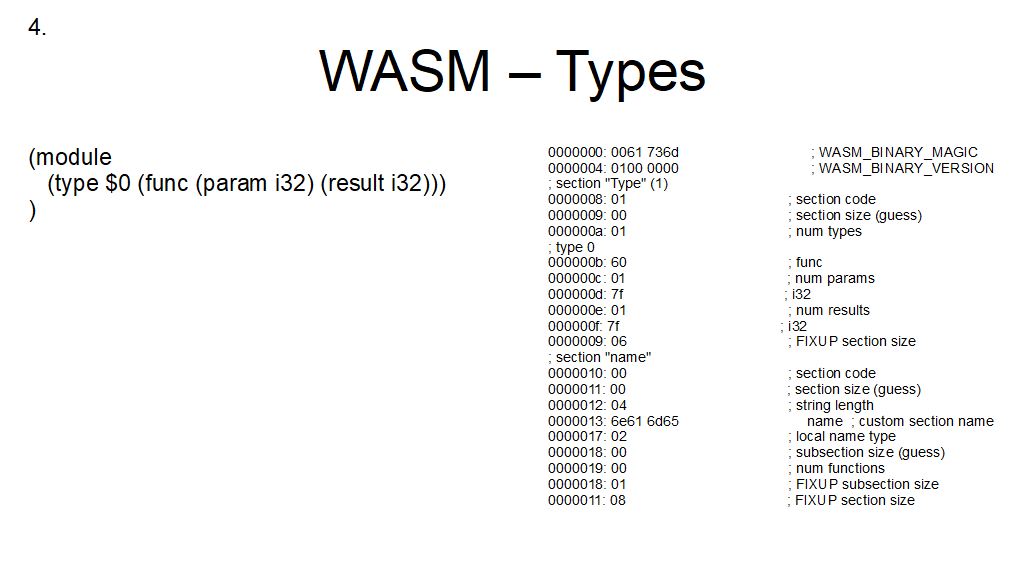 4.
WASM – Types
(module
(type $0 (func (param i32) (result i32)))
)
0000000: 0061 736d ; WASM_BINARY_MAGIC
0000004: 0100 0000 ; WASM_BINARY_VERSION
; section "Type" (1)
0000008: 01 ; section code
0000009: 00 ; section size (guess)
000000a: 01 ; num types
; type 0
000000b: 60 ; func
000000c: 01 ; num params
000000d: 7f ; i32
000000e: 01 ; num results
000000f: 7f ; i32
0000009: 06 ; FIXUP section size
; section "name"
0000010: 00 ; section code
0000011: 00 ; section size (guess)
0000012: 04 ; string length
0000013: 6e61 6d65 name ; custom section name
0000017: 02 ; local name type
0000018: 00 ; subsection size (guess)
0000019: 00 ; num functions
0000018: 01 ; FIXUP subsection size
0000011: 08 ; FIXUP section size